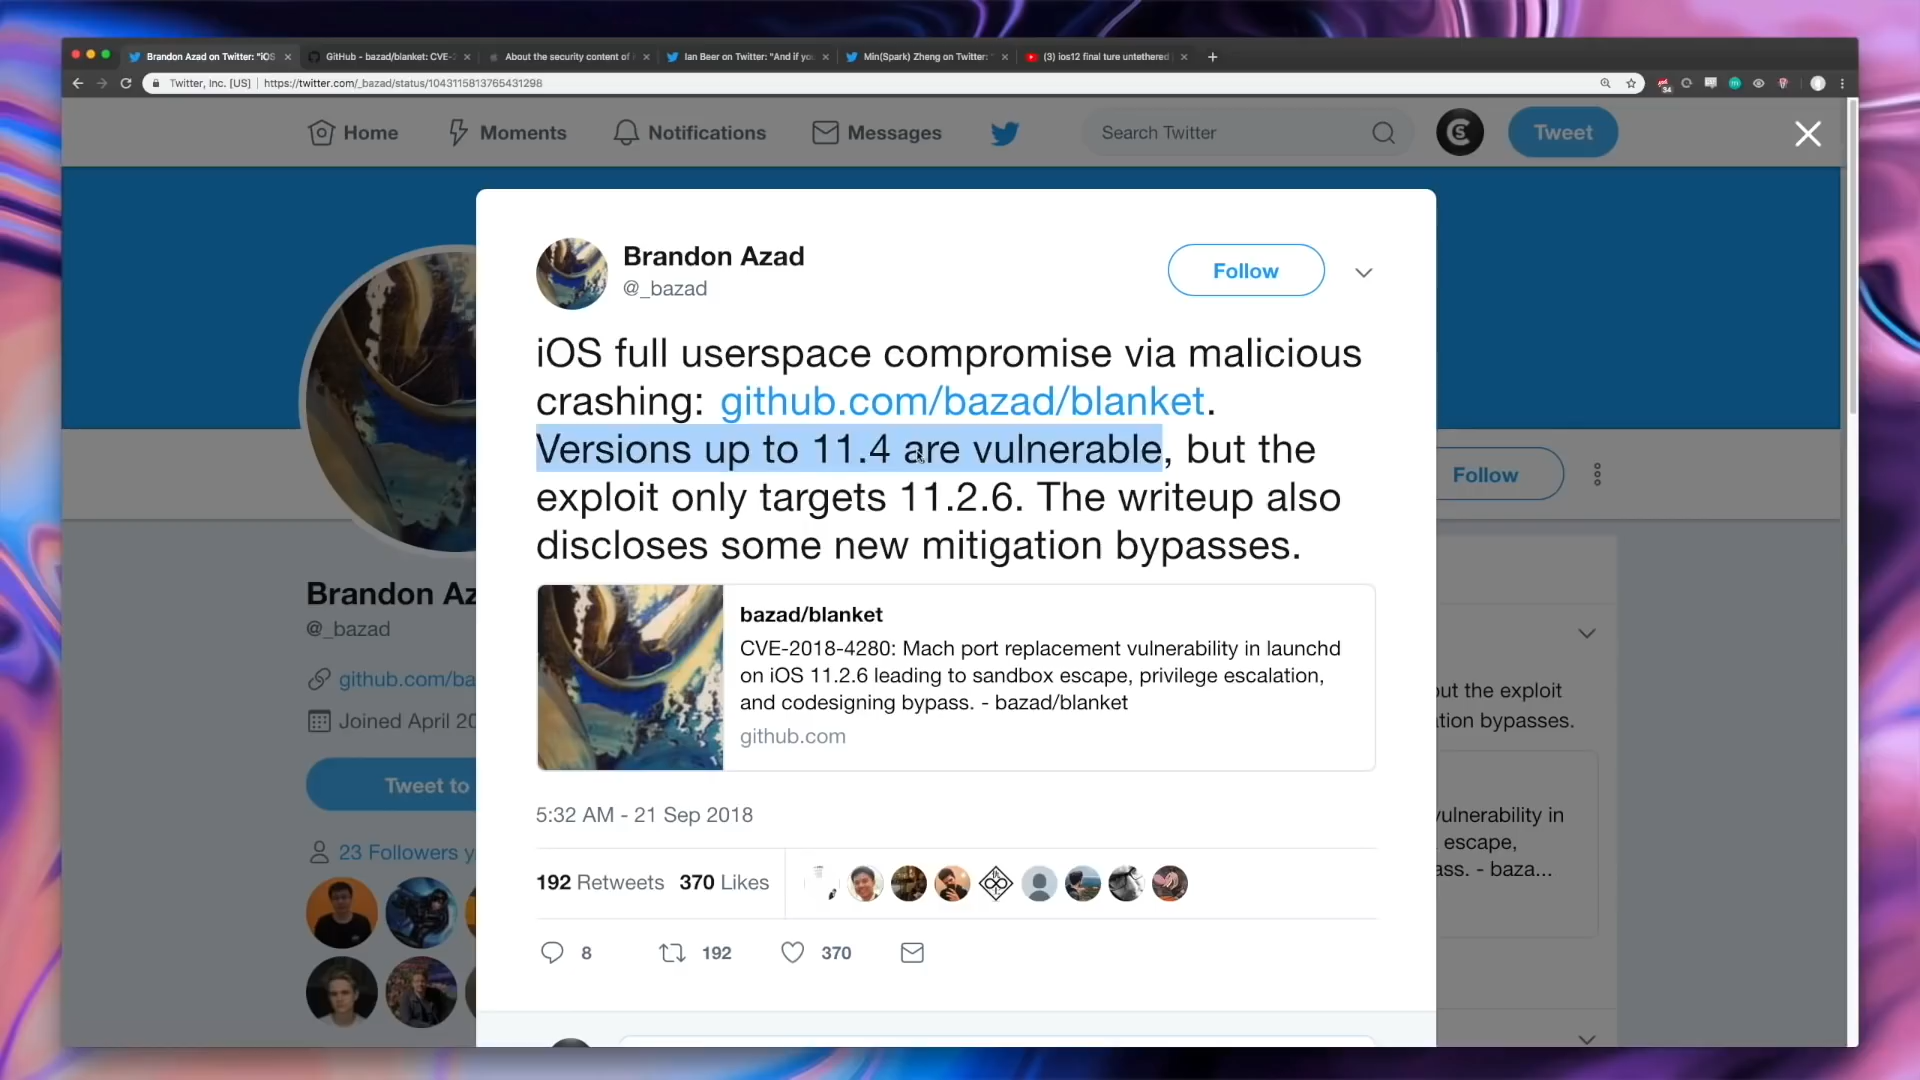 Brandon Azad on Twitter: "iOS
GitHub - bazad/blanket: CVE-2
About the security content of
Ian Beer on Twitter: "And if yo
Min(Spark) Zheng on Twitter: "
(3) ios12 final ture untethered
Twitter, Inc. [US] https://twitter.com/_bazad/status/1043115813765431298
34
Home Moments Notifications Messages Search Twitter Tweet
Brandon Azad
@_bazad
Follow
iOS full userspace compromise via malicious
crashing: github.com/bazad/blanket.
Versions up to 11.4 are vulnerable, but the
exploit only targets 11.2.6. The writeup also
discloses some new mitigation bypasses.
bazad/blanket
CVE-2018-4280: Mach port replacement vulnerability in launchd
on iOS 11.2.6 leading to sandbox escape, privilege escalation,
and codesigning bypass. - bazad/blanket
github.com
5:32 AM - 21 Sep 2018
192 Retweets 370 Likes
8 192 370
Brandon Az
@_bazad
github.com/ba
Joined April 20
Tweet to
23 Followers y
Follow
out the exploit
tion bypasses.
vulnerability in
escape,
ass. - baza...